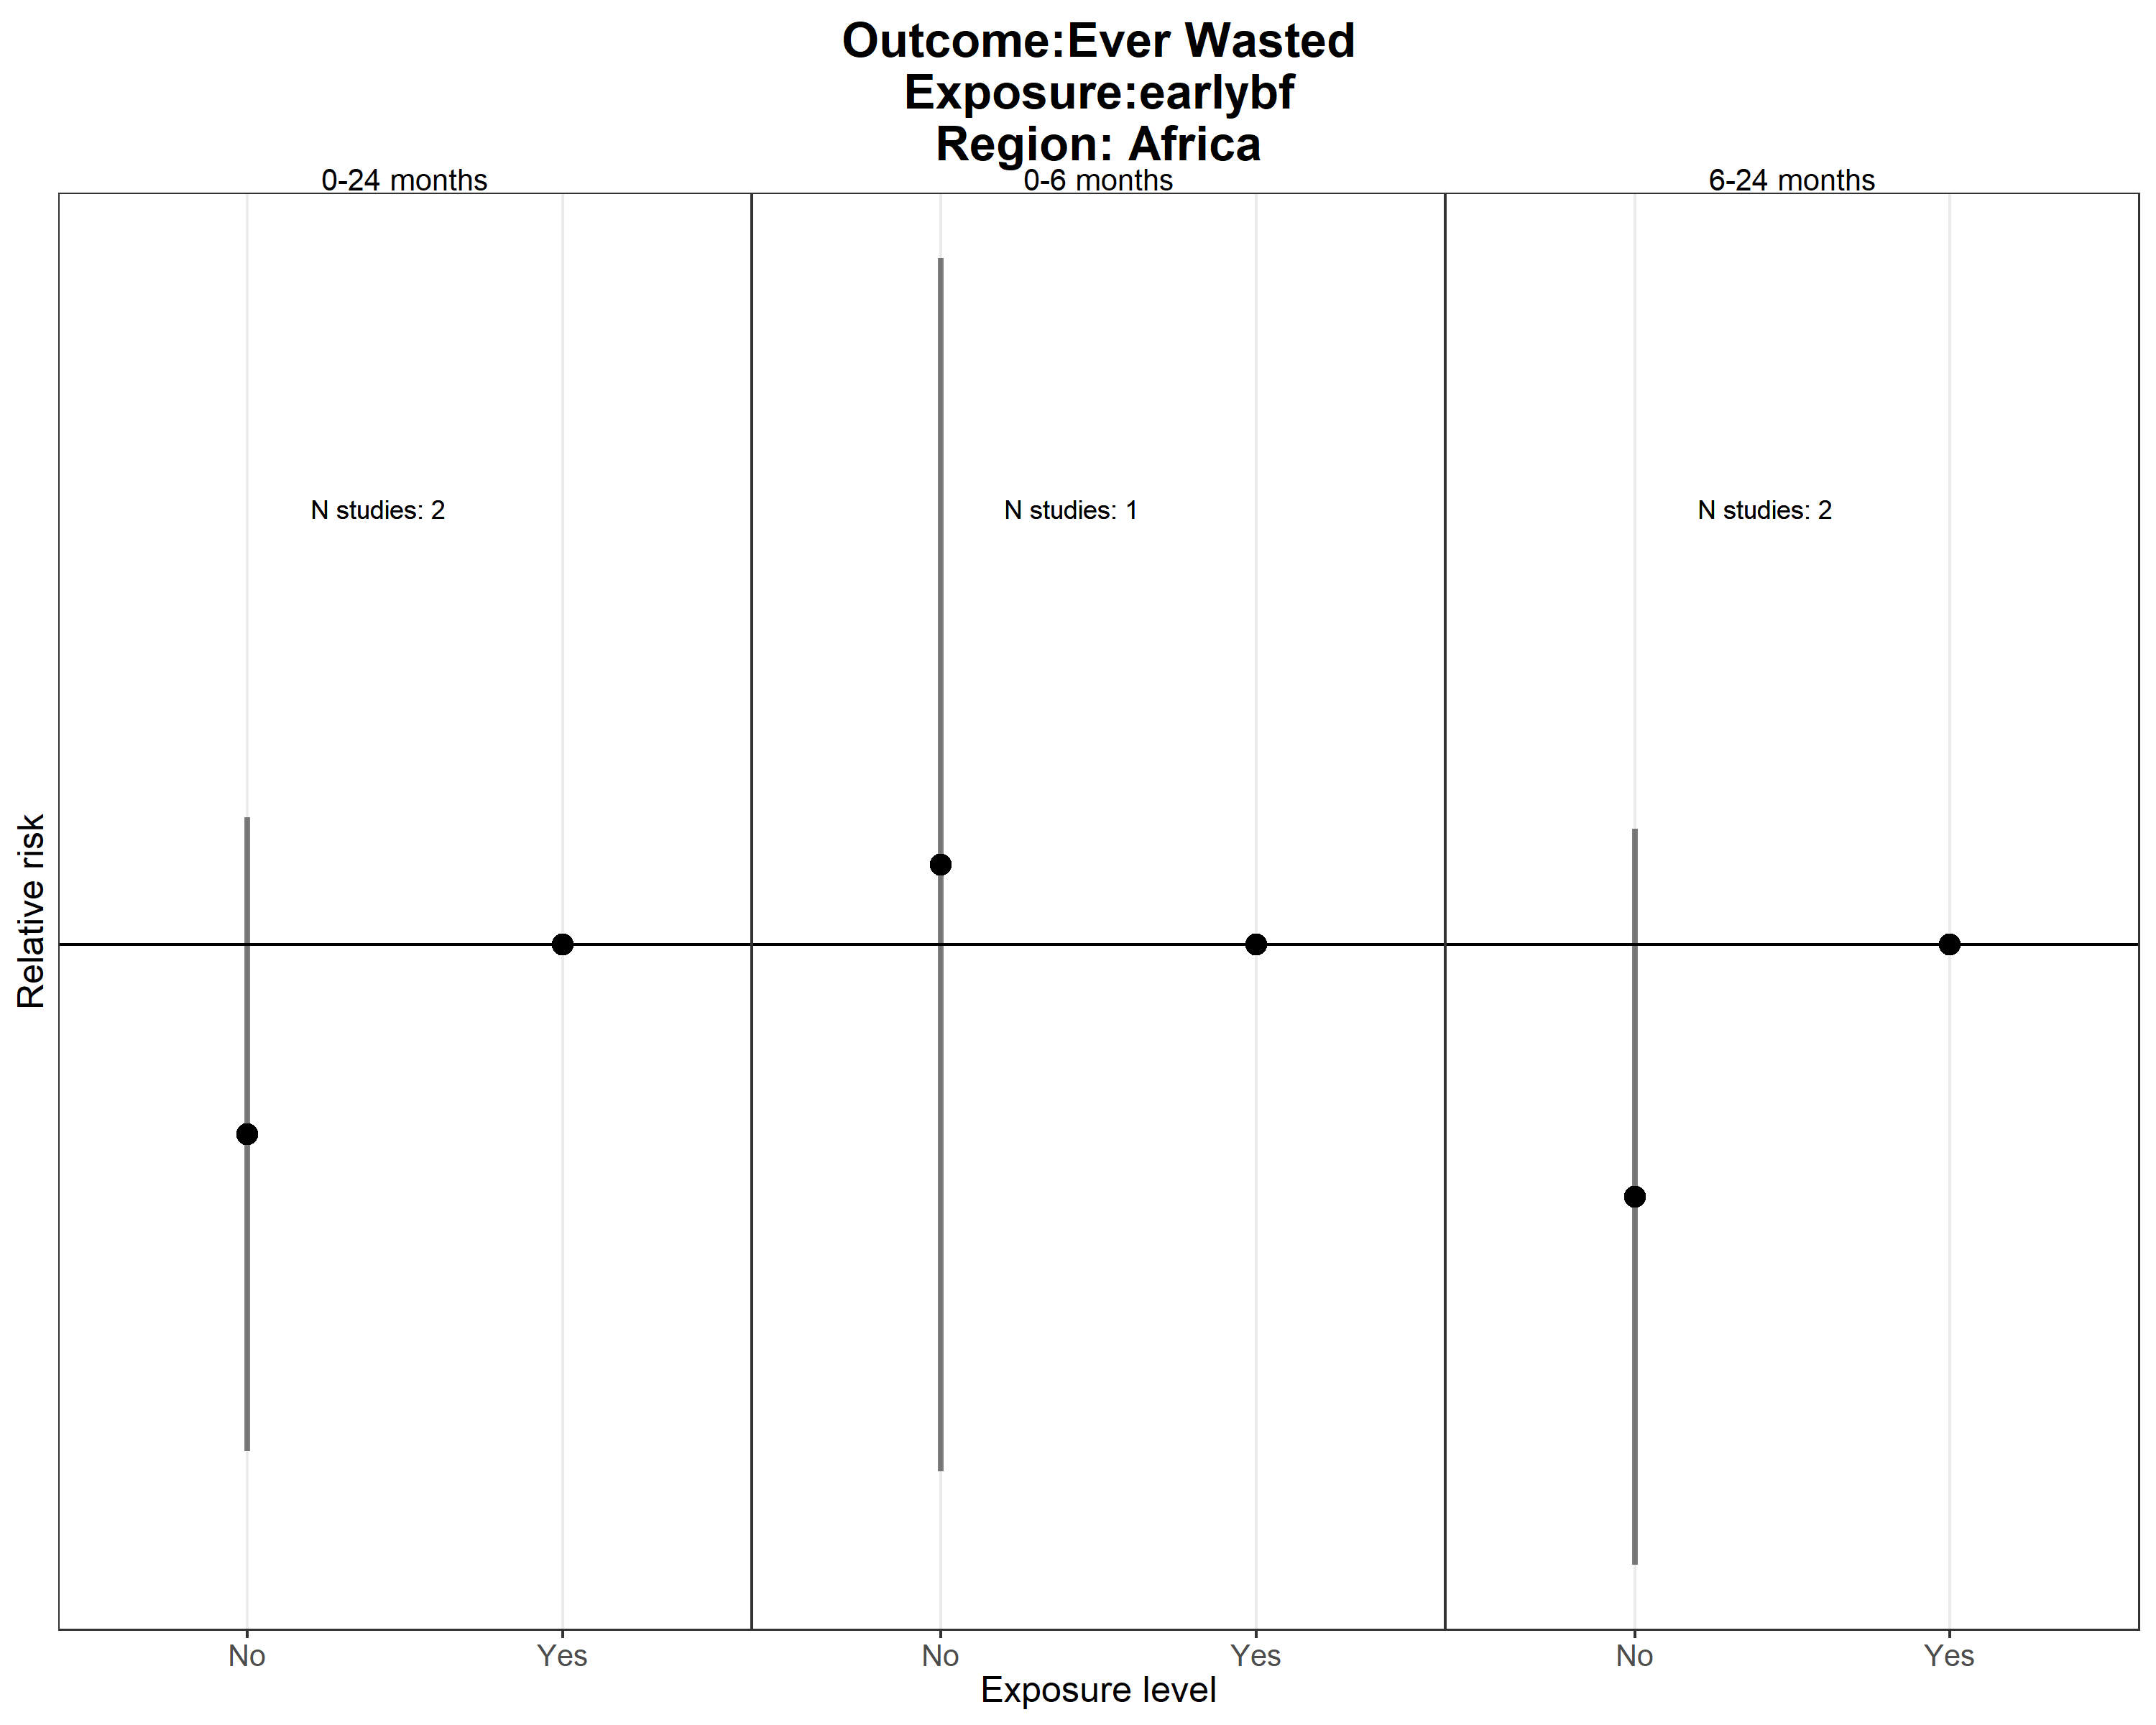 Outcome:Ever Wasted
Exposure:earlybf
Region: Africa
0-24 months
0-6 months
6-24 months
N studies: 2
N studies: 1
N studies: 2
Relative risk
No
Yes
No
Yes
No
Yes
Exposure level